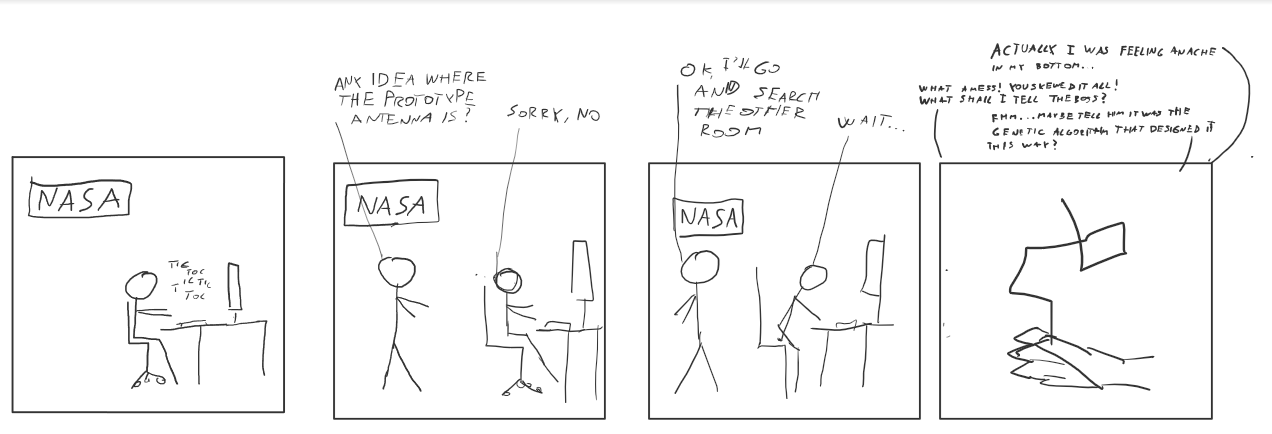 NASA
TIC
TOC
TIC TIC
TOC
ANY IDEA WHERE
THE PROTOTYPE
ANTENNA IS?
SORRY, NO
NASA
OK, I'LL GO
AND SEARCH
THE OTHER
ROOM
WAIT...
NASA
ACTUALLY I WAS FEELING AN ACHE
IN MY BOTTOM...
WHAT A MESS! YOU SKEWED IT ALL!
WHAT SHALL I TELL THE BOSS?
EHM... MAYBE TELL HIM IT WAS THE
GENETIC ALGORITHM THAT DESIGNED IT
THIS WAY?